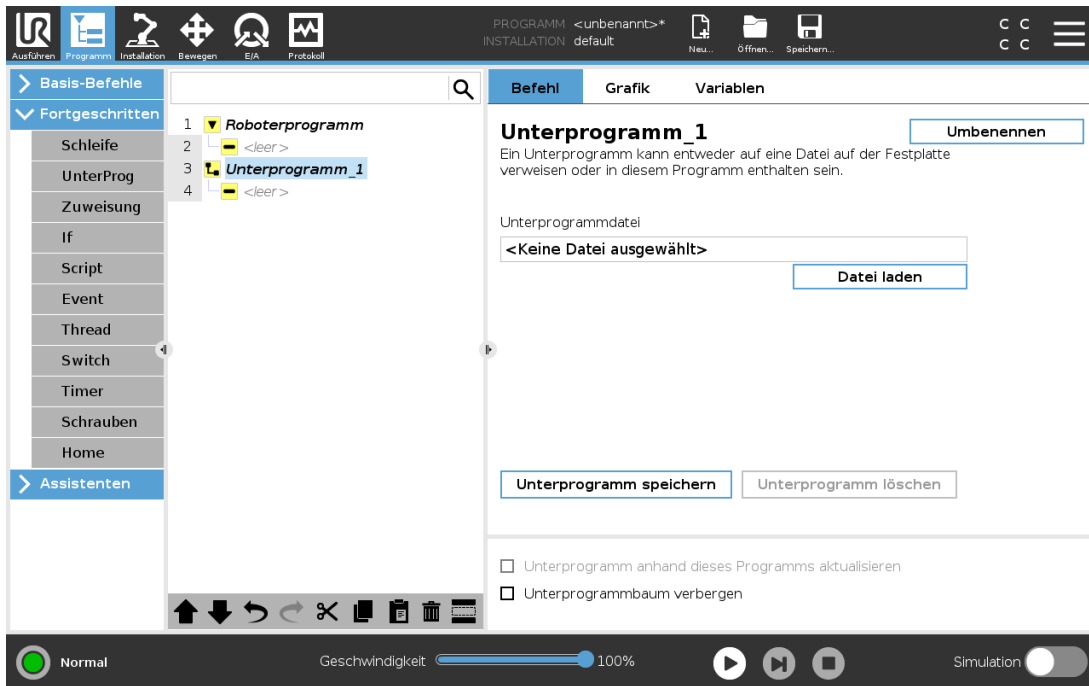 UR
PROGRAMM <unbenannt>*
INSTALLATION default
C C
C C
Ausführen Programm Installation Bewegen E/A Protokoll Neu... Öffnen... Speichern...
Basis-Befehle
Fortgeschritten
Schleife
UnterProg
Zuweisung
If
Script
Event
Thread
Switch
Timer
Schrauben
Home
Assistenten
1 Roboterprogramm
2 <leer>
3 Unterprogramm_1
4 <leer>
Befehl Grafik Variablen
Unterprogramm_1 Umbenennen
Ein Unterprogramm kann entweder auf eine Datei auf der Festplatte
verweisen oder in diesem Programm enthalten sein.
Unterprogrammdatei
<Keine Datei ausgewählt>
Datei laden
Unterprogramm speichern Unterprogramm löschen
Unterprogramm anhand dieses Programms aktualisieren
Unterprogrammbaum verbergen
Normal Geschwindigkeit 100% Simulation